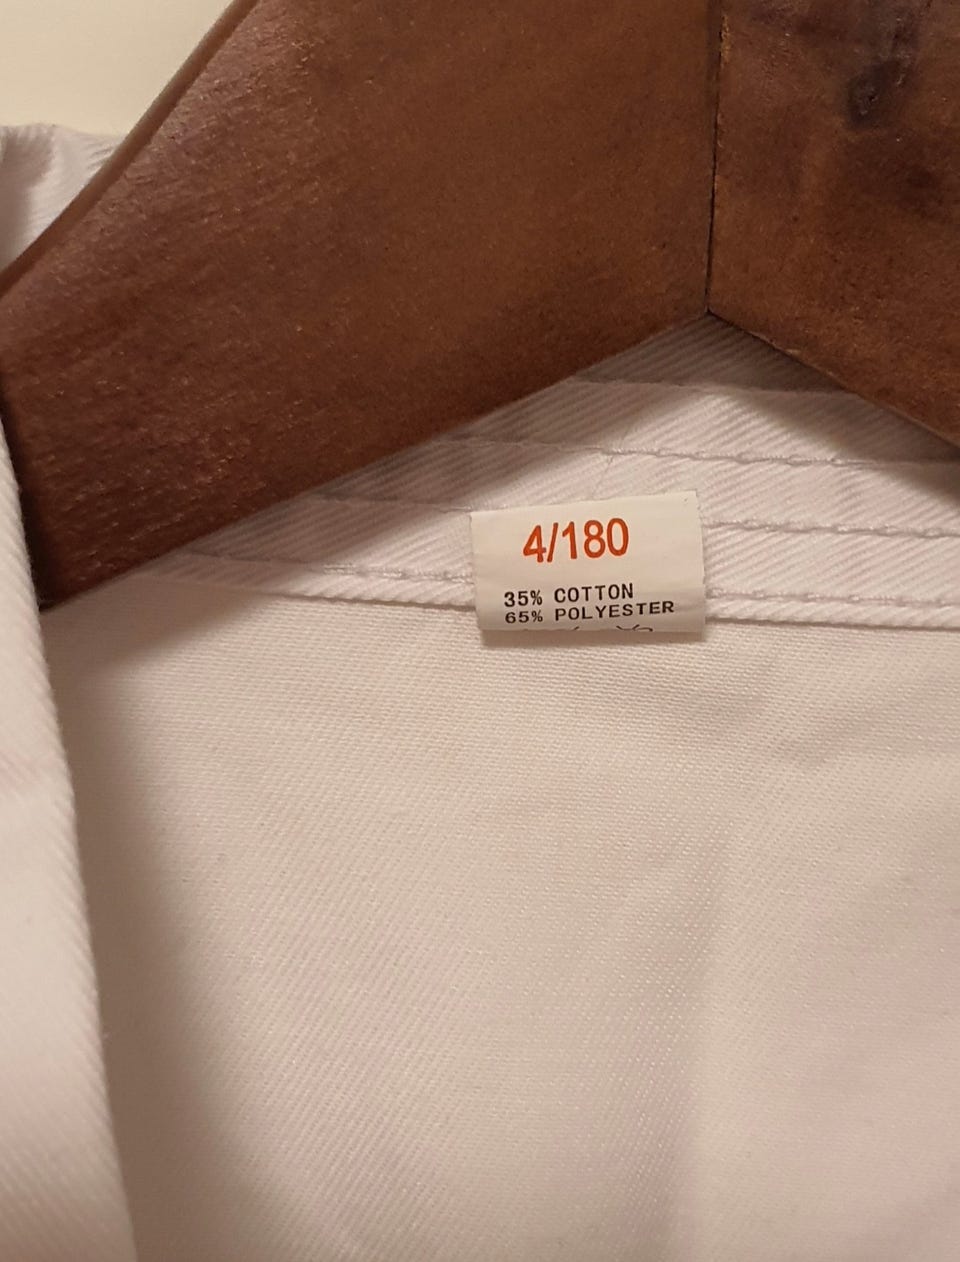 4/180
35% COTTON
65% POLYESTER